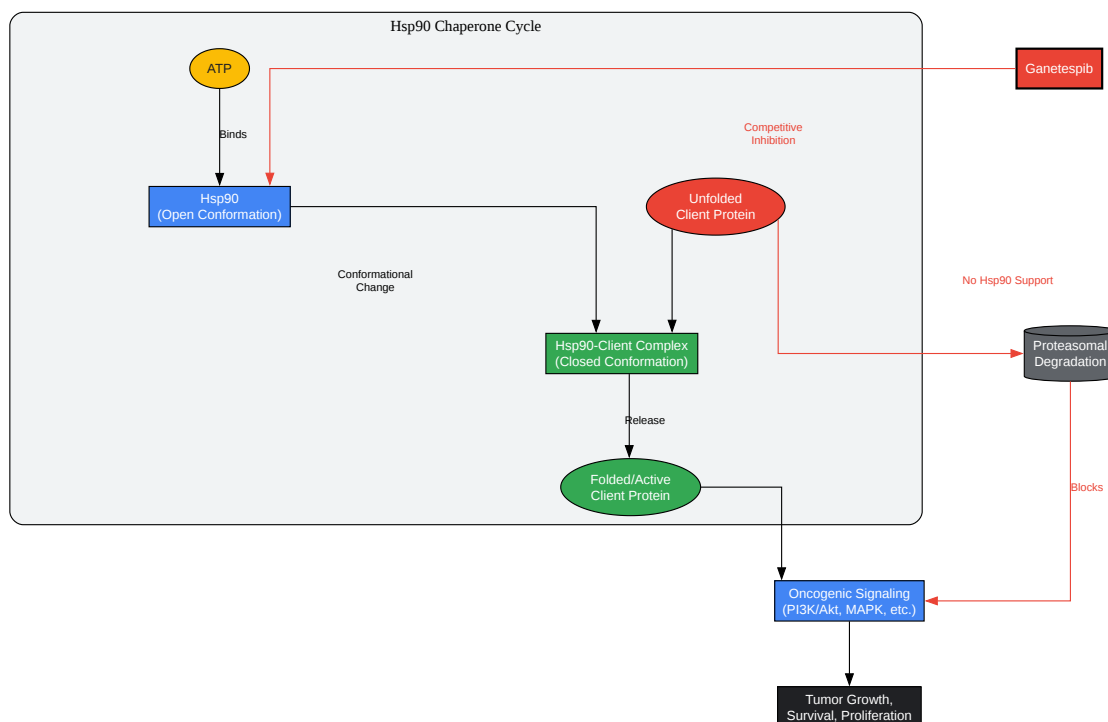 Hsp90 Chaperone Cycle
ATP
Ganetespib
Binds
Competitive
Inhibition
Hsp90
(Open Conformation)
Unfolded
Client Protein
Conformational
Change
No Hsp90 Support
Hsp90-Client Complex
(Closed Conformation)
Proteasomal
Degradation
Release
Folded/Active
Client Protein
Blocks
Oncogenic Signaling
(PI3K/Akt, MAPK, etc.)
Tumor Growth,
Survival, Proliferation